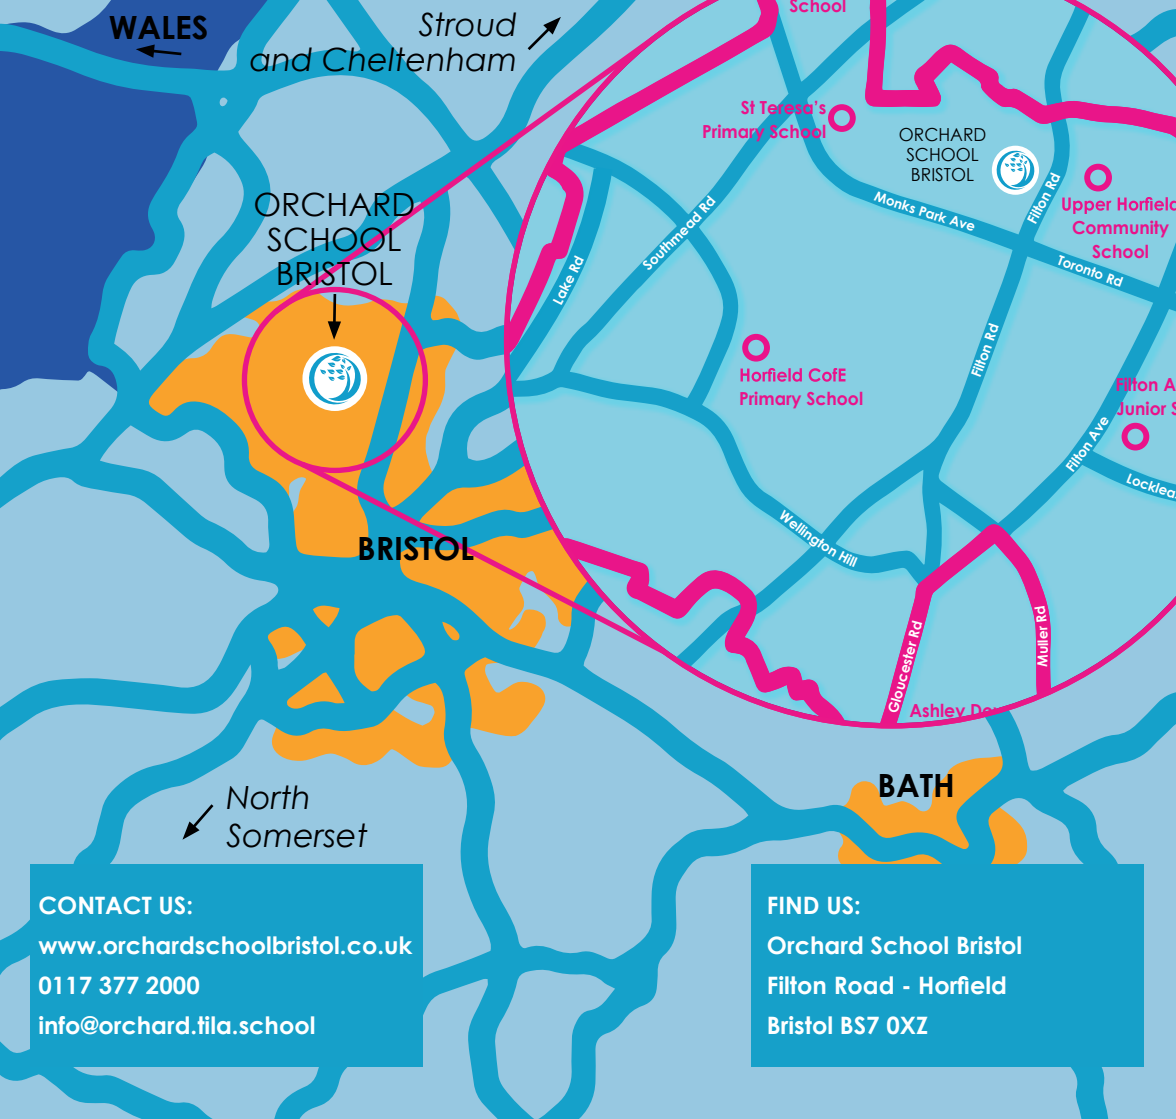 WALES
Stroud
and Cheltenham
School
St Teresa's
Primary School
ORCHARD
SCHOOL
BRISTOL
Upper Horfield
Community
School
Monks Park Ave
Filton Rd
Toronto Rd
Southmead Rd
Lake Rd
ORCHARD
SCHOOL
BRISTOL
Filton Rd
Horfield CofE
Primary School
Filton A
Junior S
Filton Ave
Locklea
Wellington Hill
BRISTOL
Gloucester Rd
Muller Rd
Ashley Do
North
Somerset
BATH
CONTACT US:
www.orchardschoolbristol.co.uk
0117 377 2000
info@orchard.tila.school
FIND US:
Orchard School Bristol
Filton Road - Horfield
Bristol BS7 0XZ